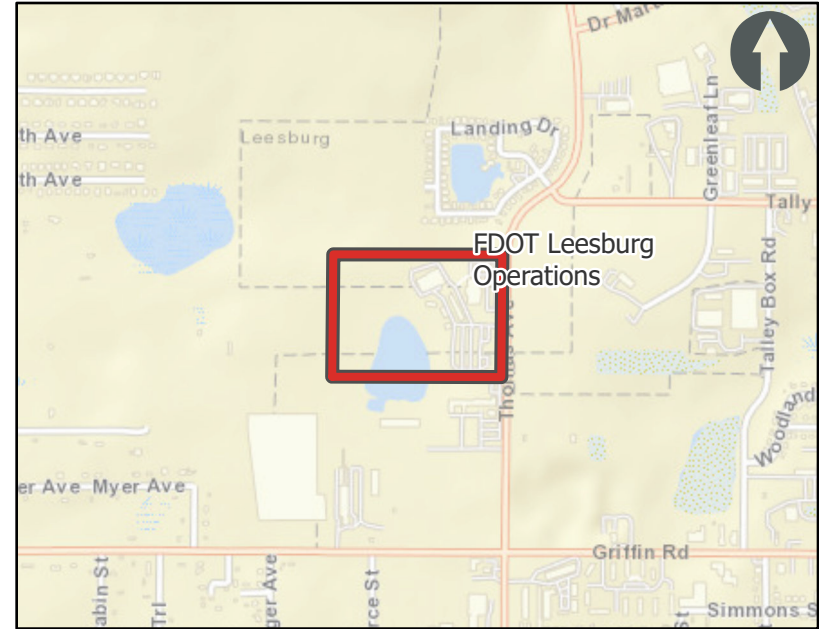 Dr Mar
Greenleaf Ln
th Ave
Leesburg
Landing Dr
th Ave
Tally
FDOT Leesburg
Operations
Talley Box Rd
Thomas Ave
Woodland
er Ave
Myer Ave
Griffin Rd
abin St
Trl
ger Ave
rce St
St
Simmons S